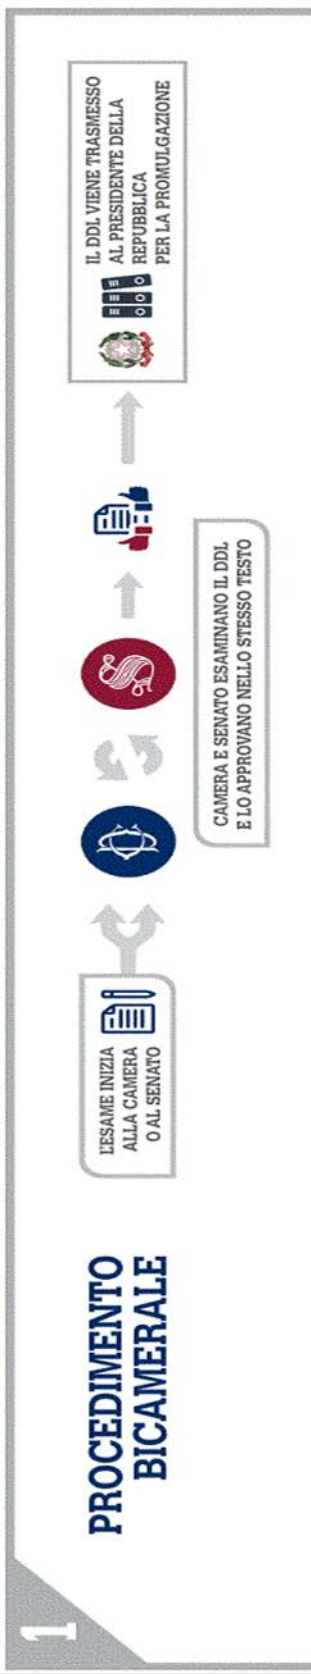 1
PROCEDIMENTO
BICAMERALE
L'ESAME INIZIA
ALLA CAMERA
O AL SENATO
CAMERA E SENATO ESAMINANO IL DDL
E LO APPROVANO NELLO STESSO TESTO
IL DDL VIENE TRASMESSO
AL PRESIDENTE DELLA
REPUBBLICA
PER LA PROMULGAZIONE